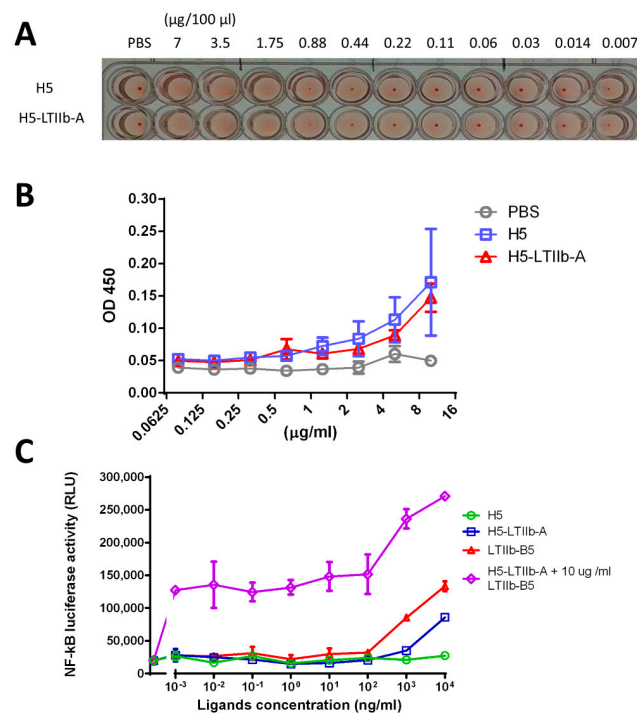 A
(µg/100 µl)
PBS 7 3.5 1.75 0.88 0.44 0.22 0.11 0.06 0.03 0.014 0.007
H5
H5-LTIIb-A
B
0.30
0.25
0.20
0.15
0.10
0.05
0.00
OD 450
0.0625 0.125 0.25 0.5 1 2 4 8 16
(µg/ml)
PBS
H5
H5-LTIIb-A
C
300,000
250,000
200,000
150,000
100,000
50,000
0
NF-kB luciferase activity (RLU)
10⁻³ 10⁻² 10⁻¹ 10⁰ 10¹ 10² 10³ 10⁴
Ligands concentration (ng/ml)
H5
H5-LTIIb-A
LTIIb-B5
H5-LTIIb-A + 10 ug /ml
LTIIb-B5